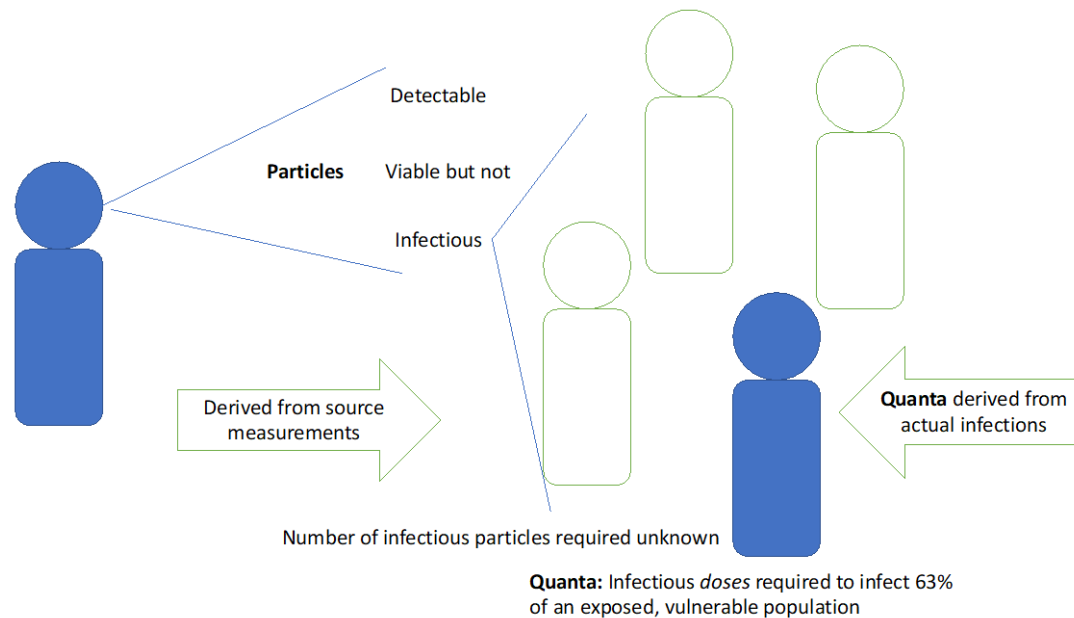 Detectable
Particles
Viable but not
Infectious
Derived from source
measurements
Quanta derived from
actual infections
Number of infectious particles required unknown
Quanta: Infectious doses required to infect 63%
of an exposed, vulnerable population